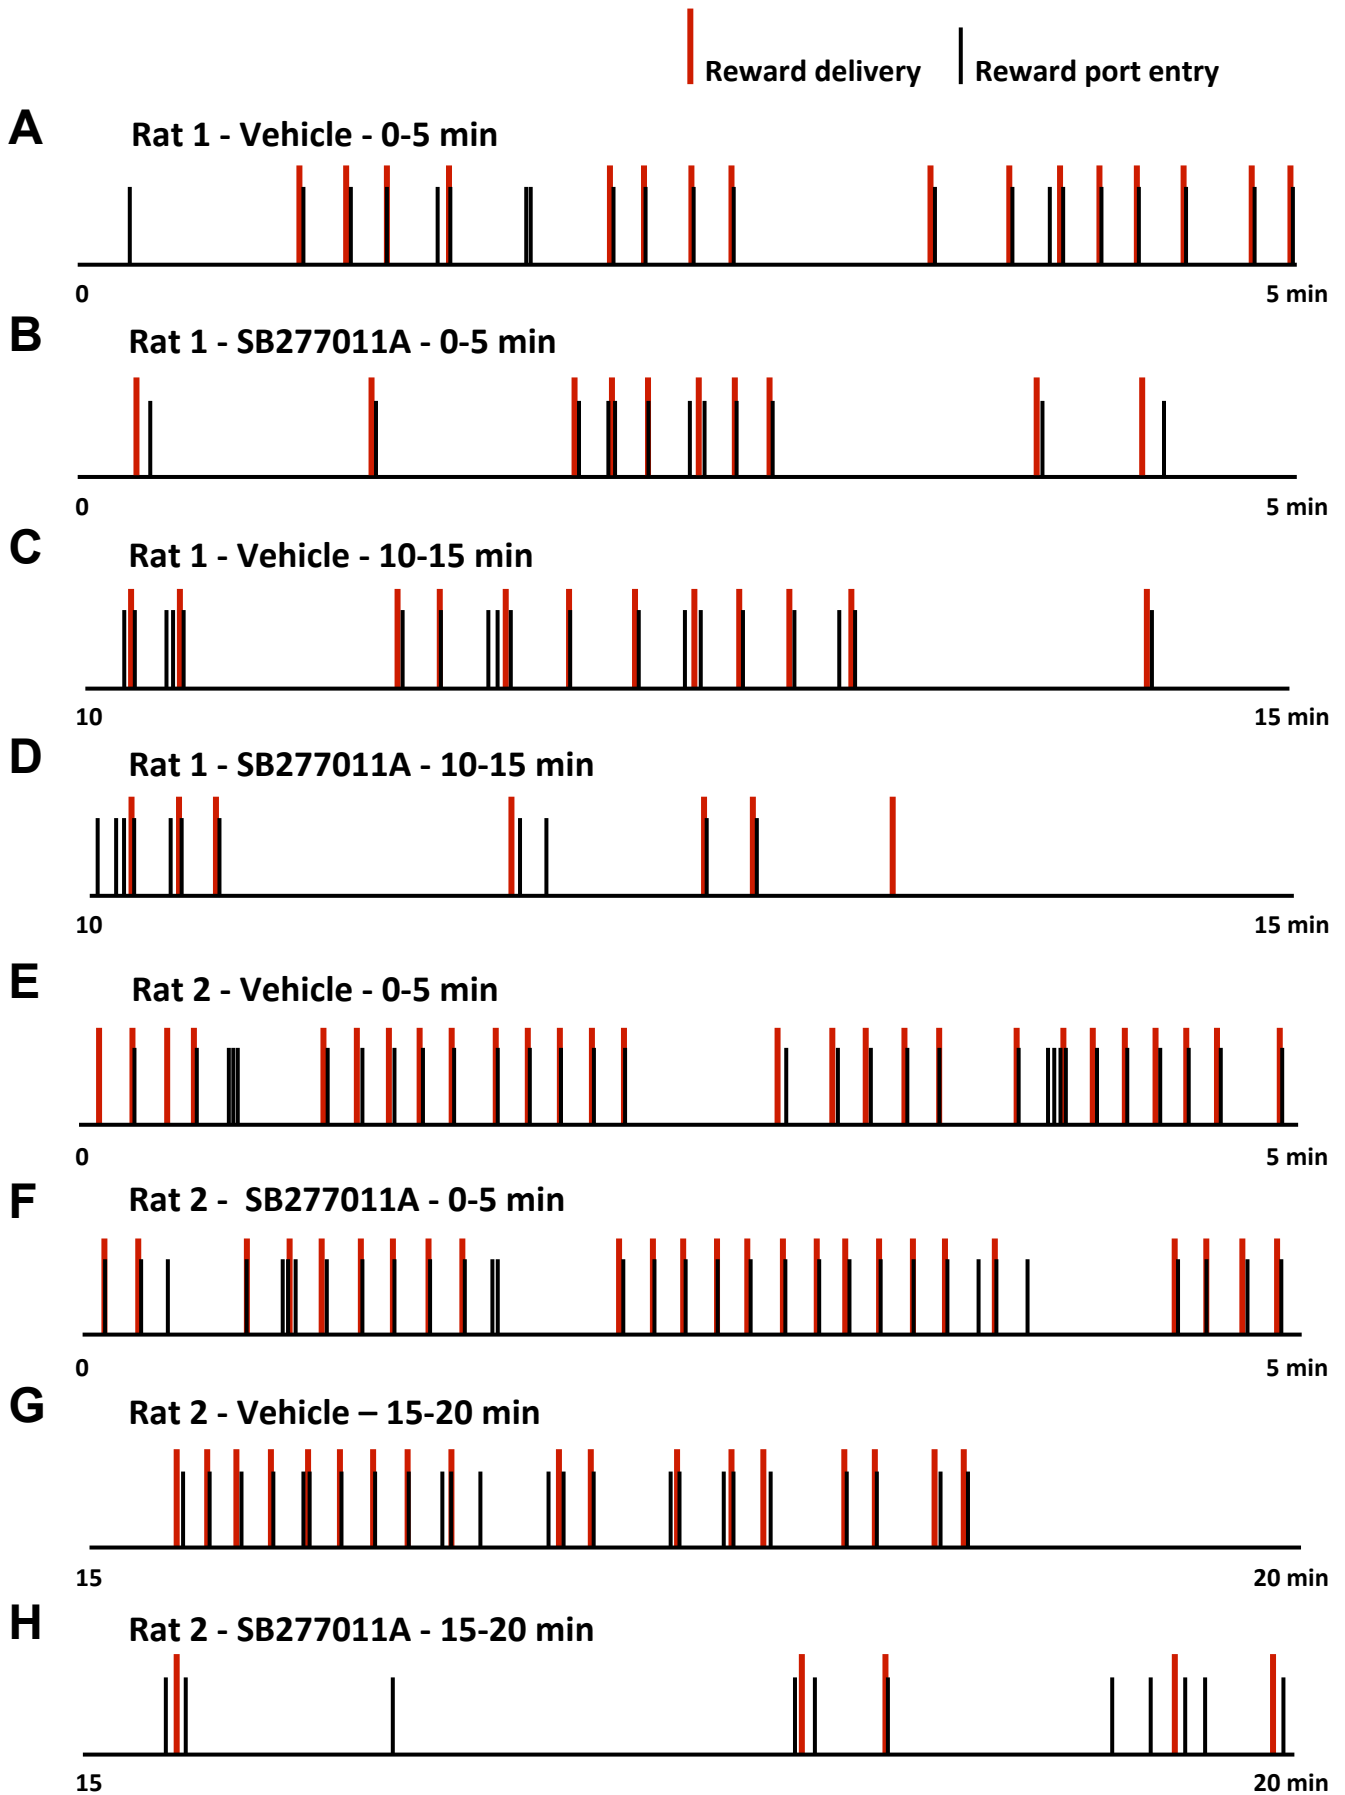 Reward delivery Reward port entry
A Rat 1 - Vehicle - 0-5 min
0 5 min
B Rat 1 - SB277011A - 0-5 min
0 5 min
C Rat 1 - Vehicle - 10-15 min
10 15 min
D Rat 1 - SB277011A - 10-15 min
10 15 min
E Rat 2 - Vehicle - 0-5 min
0 5 min
F Rat 2 - SB277011A - 0-5 min
0 5 min
G Rat 2 - Vehicle – 15-20 min
15 20 min
H Rat 2 - SB277011A - 15-20 min
15 20 min